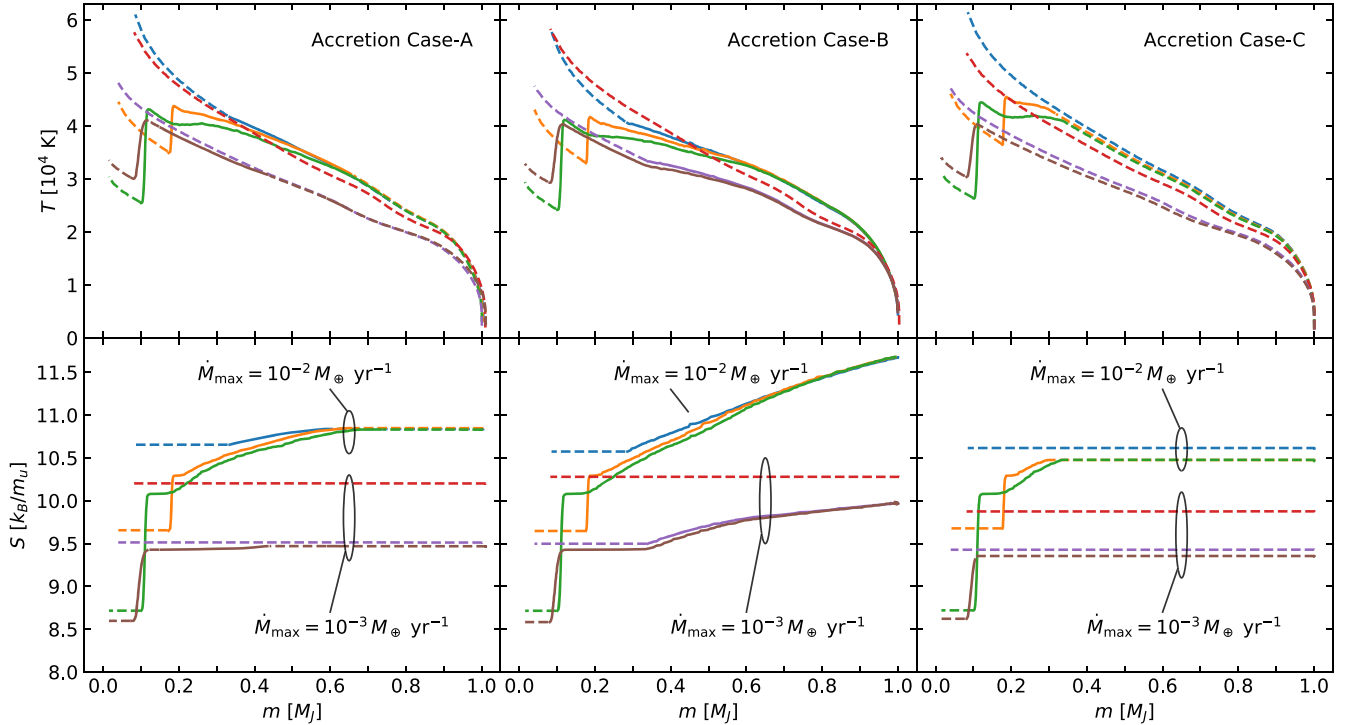 Accretion Case-A
Accretion Case-B
Accretion Case-C
T [10⁴ K]
6
5
4
3
2
1
0
S [k_B/m_u]
11.5
11.0
10.5
10.0
9.5
9.0
8.5
8.0
Ṁ_max = 10⁻² M_⊕ yr⁻¹
Ṁ_max = 10⁻² M_⊕ yr⁻¹
Ṁ_max = 10⁻² M_⊕ yr⁻¹
Ṁ_max = 10⁻³ M_⊕ yr⁻¹
Ṁ_max = 10⁻³ M_⊕ yr⁻¹
Ṁ_max = 10⁻³ M_⊕ yr⁻¹
0.0 0.2 0.4 0.6 0.8 1.0
0.0 0.2 0.4 0.6 0.8 1.0
0.0 0.2 0.4 0.6 0.8 1.0
m [M_J]
m [M_J]
m [M_J]